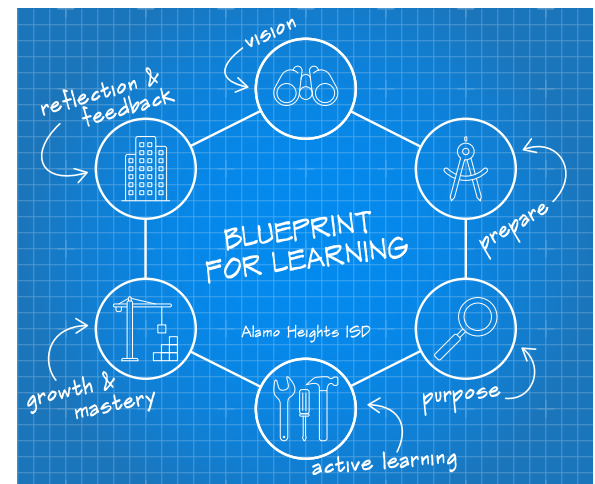 vision
reflection &
feedback
prepare
BLUEPRINT
FOR LEARNING
Alamo Heights ISD
growth &
mastery
purpose
active learning